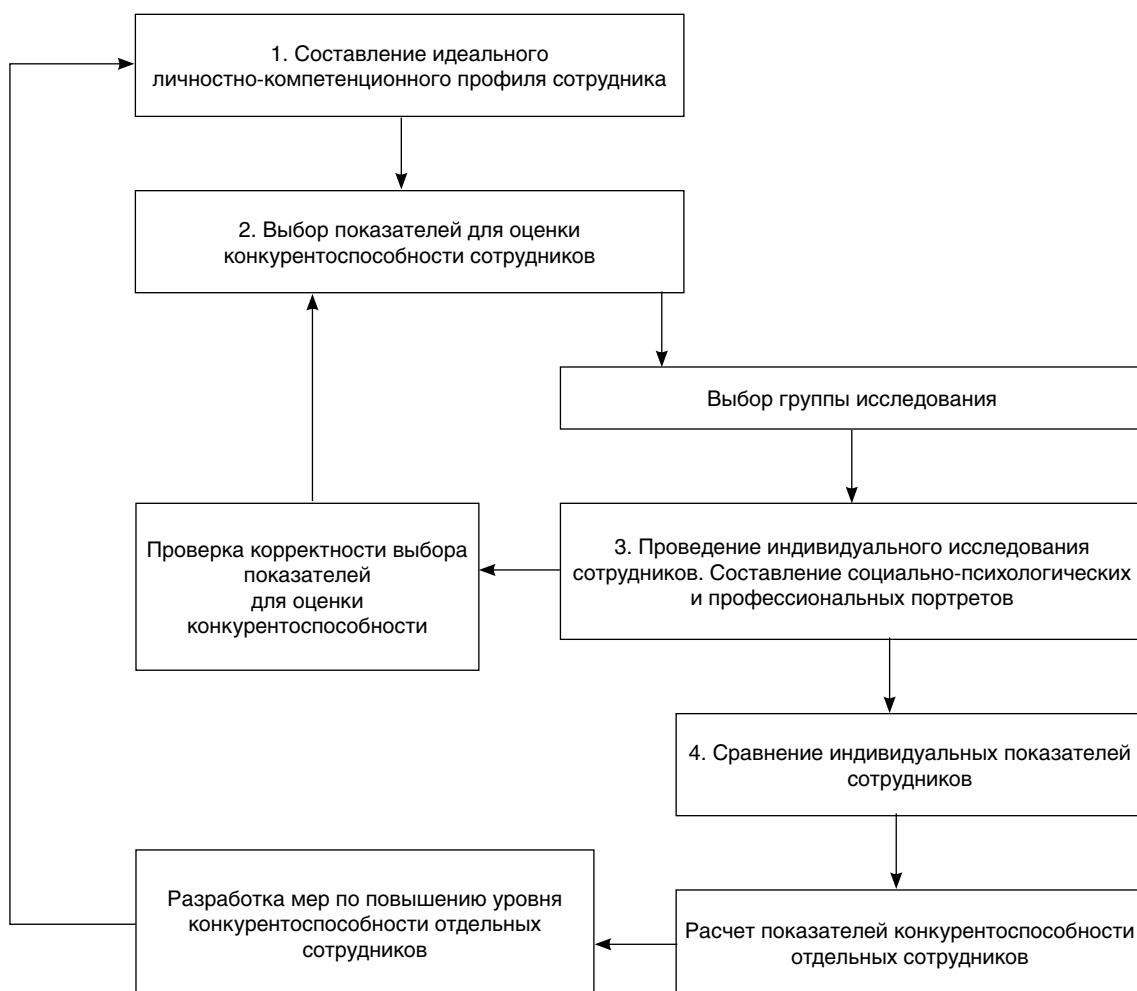 1. Составление идеального
личностно-компетенционного профиля сотрудника
2. Выбор показателей для оценки
конкурентоспособности сотрудников
Выбор группы исследования
Проверка корректности выбора
показателей
для оценки
конкурентоспособности
3. Проведение индивидуального исследования
сотрудников. Составление социально-психологических
и профессиональных портретов
4. Сравнение индивидуальных показателей
сотрудников
Разработка мер по повышению уровня
конкурентоспособности отдельных
сотрудников
Расчет показателей конкурентоспособности
отдельных сотрудников